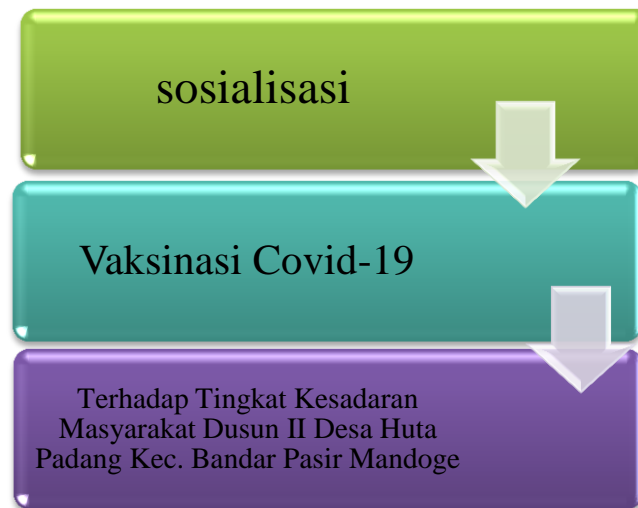 sosialisasi
Vaksinasi Covid-19
Terhadap Tingkat Kesadaran
Masyarakat Dusun II Desa Huta
Padang Kec. Bandar Pasir Mandoge